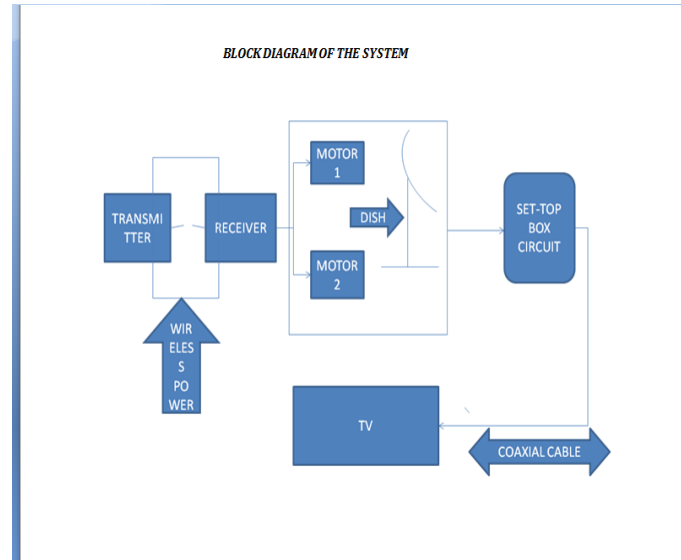 BLOCK DIAGRAM OF THE SYSTEM
TRANSMI
TTER
RECEIVER
MOTOR
1
DISH
MOTOR
2
SET-TOP
BOX
CIRCUIT
WIR
ELES
S
PO
WER
TV
COAXIAL CABLE